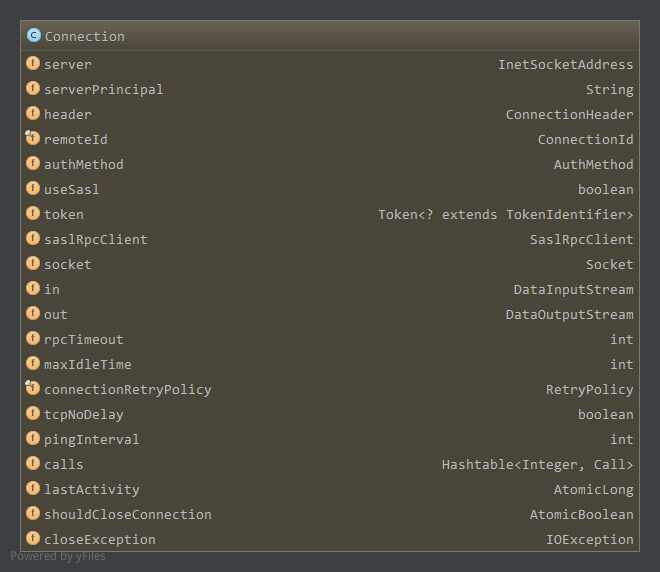 Connection
server InetSocketAddress
serverPrincipal String
header ConnectionHeader
remoteId ConnectionId
authMethod AuthMethod
useSasl boolean
token Token<? extends TokenIdentifier>
saslRpcClient SaslRpcClient
socket Socket
in DataInputStream
out DataOutputStream
rpcTimeout int
maxIdleTime int
connectionRetryPolicy RetryPolicy
tcpNoDelay boolean
pingInterval int
calls Hashtable<Integer, Call>
lastActivity AtomicLong
shouldCloseConnection AtomicBoolean
closeException IOException
Powered by yFiles